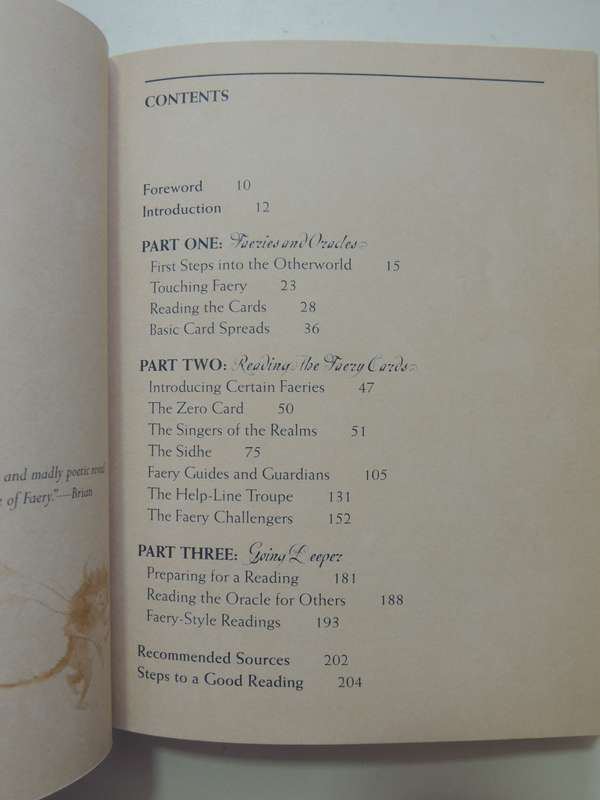 CONTENTS
Foreword 10
Introduction 12
PART ONE: Faeries and Oracles
First Steps into the Otherworld 15
Touching Faery 23
Reading the Cards 28
Basic Card Spreads 36
PART TWO: Reading the Faery Cards
Introducing Certain Faeries 47
The Zero Card 50
The Singers of the Realms 51
The Sidhe 75
Faery Guides and Guardians 105
The Help-Line Troupe 131
The Faery Challengers 152
PART THREE: Going Deeper
Preparing for a Reading 181
Reading the Oracle for Others 188
Faery-Style Readings 193
Recommended Sources 202
Steps to a Good Reading 204
and madly poetic
of Faery."—Brian